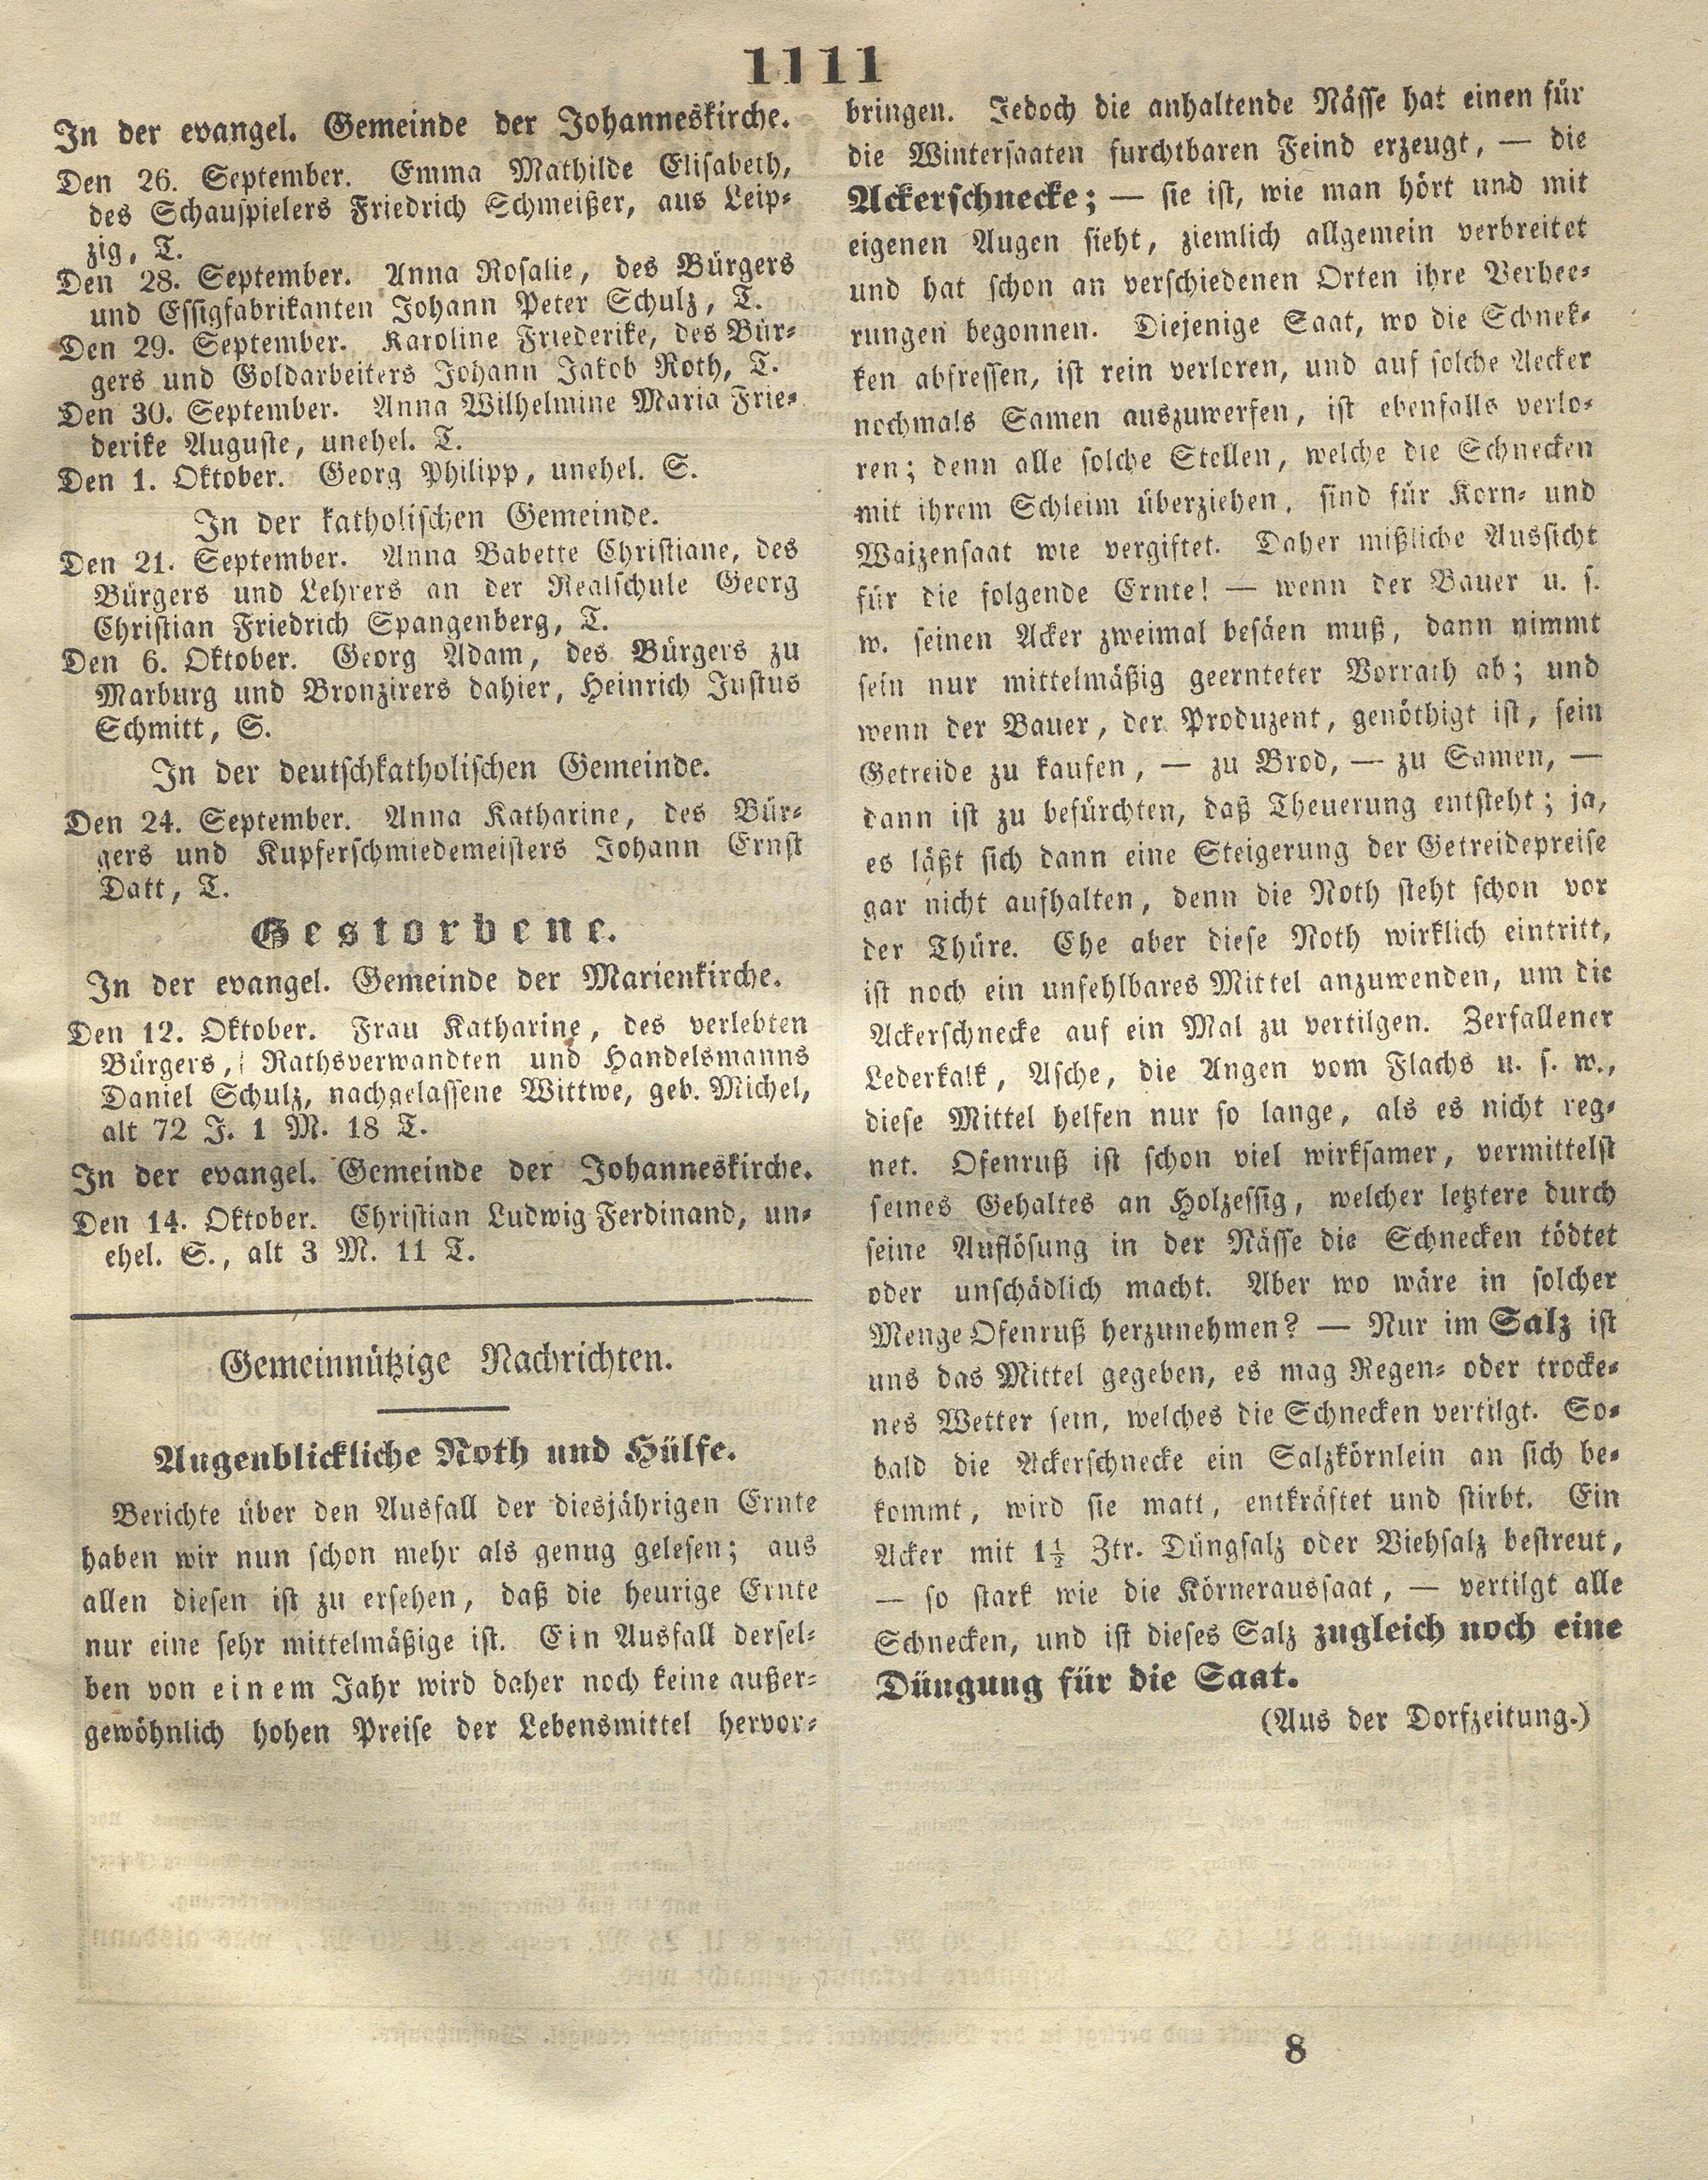 1111
In der evangel. Gemeinde der Johanneskirche.
Den 26. September. Emma Mathilde Elisabeth,
des Schauspielers Friedrich Schmeißer, aus Leip-
zig, T.
Den 28. September. Anna Rosalie, des Bürgers
und Essigfabrikanten Johann Peter Schulz, T.
Den 29. September. Karoline Friederike, des Bür-
gers und Goldarbeiters Johann Jakob Roth, T.
Den 30. September. Anna Wilhelmine Maria Frie-
derike Auguste, unehel. T.
Den 1. Oktober. Georg Philipp, unehel. S.
In der katholischen Gemeinde.
Den 21. September. Anna Babette Christiane, des
Bürgers und Lehrers an der Realschule Georg
Christian Friedrich Spangenberg, T.
Den 6. Oktober. Georg Adam, des Bürgers zu
Marburg und Bronzirers dahier, Heinrich Justus
Schmitt, S.
In der deutschkatholischen Gemeinde.
Den 24. September. Anna Katharine, des Bür-
gers und Kupferschmiedemeisters Johann Ernst
Datt, T.
Gestorbene.
In der evangel. Gemeinde der Marienkirche.
Den 12. Oktober. Frau Katharine, des verlebten
Bürgers, Rathsverwandten und Handelsmanns
Daniel Schulz, nachgelassene Wittwe, geb. Michel,
alt 72 J. 1 M. 18 T.
In der evangel. Gemeinde der Johanneskirche.
Den 14. Oktober. Christian Ludwig Ferdinand, un-
ehel. S., alt 3 M. 11 T.
Gemeinnützige Nachrichten.
Augenblickliche Noth und Hülfe.
Berichte über den Ausfall der diesjährigen Ernte
haben wir nun schon mehr als genug gelesen; aus
allen diesen ist zu ersehen, daß die heurige Ernte
nur eine sehr mittelmäßige ist. Ein Ausfall dersel-
ben von einem Jahr wird daher noch keine außer-
gewöhnlich hohen Preise der Lebensmittel hervor-
bringen. Jedoch die anhaltende Nässe hat einen für
die Wintersaaten furchtbaren Feind erzeugt, — die
Ackerschnecke; — sie ist, wie man hört und mit
eigenen Augen sieht, ziemlich allgemein verbreitet
und hat schon an verschiedenen Orten ihre Verhee-
rungen begonnen. Diejenige Saat, wo die Schnek-
ken abfressen, ist rein verloren, und auf solche Aecker
nochmals Samen auszuwerfen, ist ebenfalls verlo-
ren; denn alle solche Stellen, welche die Schnecken
mit ihrem Schleim überziehen, sind für Korn- und
Waizensaat wie vergiftet. Daher mißliche Aussicht
für die folgende Ernte! — wenn der Bauer u. s.
w. seinen Acker zweimal besäen muß, dann nimmt
sein nur mittelmäßig geernteter Vorrath ab; und
wenn der Bauer, der Produzent, genöthigt ist, sein
Getreide zu kaufen, — zu Brod, — zu Samen, —
dann ist zu befürchten, daß Theuerung entsteht; ja,
es läßt sich dann eine Steigerung der Getreidepreise
gar nicht aufhalten, denn die Noth steht schon vor
der Thüre. Ehe aber diese Noth wirklich eintritt,
ist noch ein unfehlbares Mittel anzuwenden, um die
Ackerschnecke auf ein Mal zu vertilgen. Zerfallener
Lederkalk, Asche, die Angen vom Flachs u. s. w.,
diese Mittel helfen nur so lange, als es nicht reg-
net. Ofenruß ist schon viel wirksamer, vermittelst
seines Gehaltes an Holzessig, welcher letztere durch
seine Auflösung in der Nässe die Schnecken tödtet
oder unschädlich macht. Aber wo wäre in solcher
Menge Ofenruß herzunehmen? — Nur im Salz ist
uns das Mittel gegeben, es mag Regen- oder trocke-
nes Wetter sein, welches die Schnecken vertilgt. So-
bald die Ackerschnecke ein Salzkörnlein an sich be-
kommt, wird sie matt, entkräftet und stirbt. Ein
Acker mit 1½ Ztr. Düngsalz oder Viehsalz bestreut,
— so stark wie die Körneraussaat, — vertilgt alle
Schnecken, und ist dieses Salz zugleich noch eine
Düngung für die Saat.
(Aus der Dorfzeitung.)
8